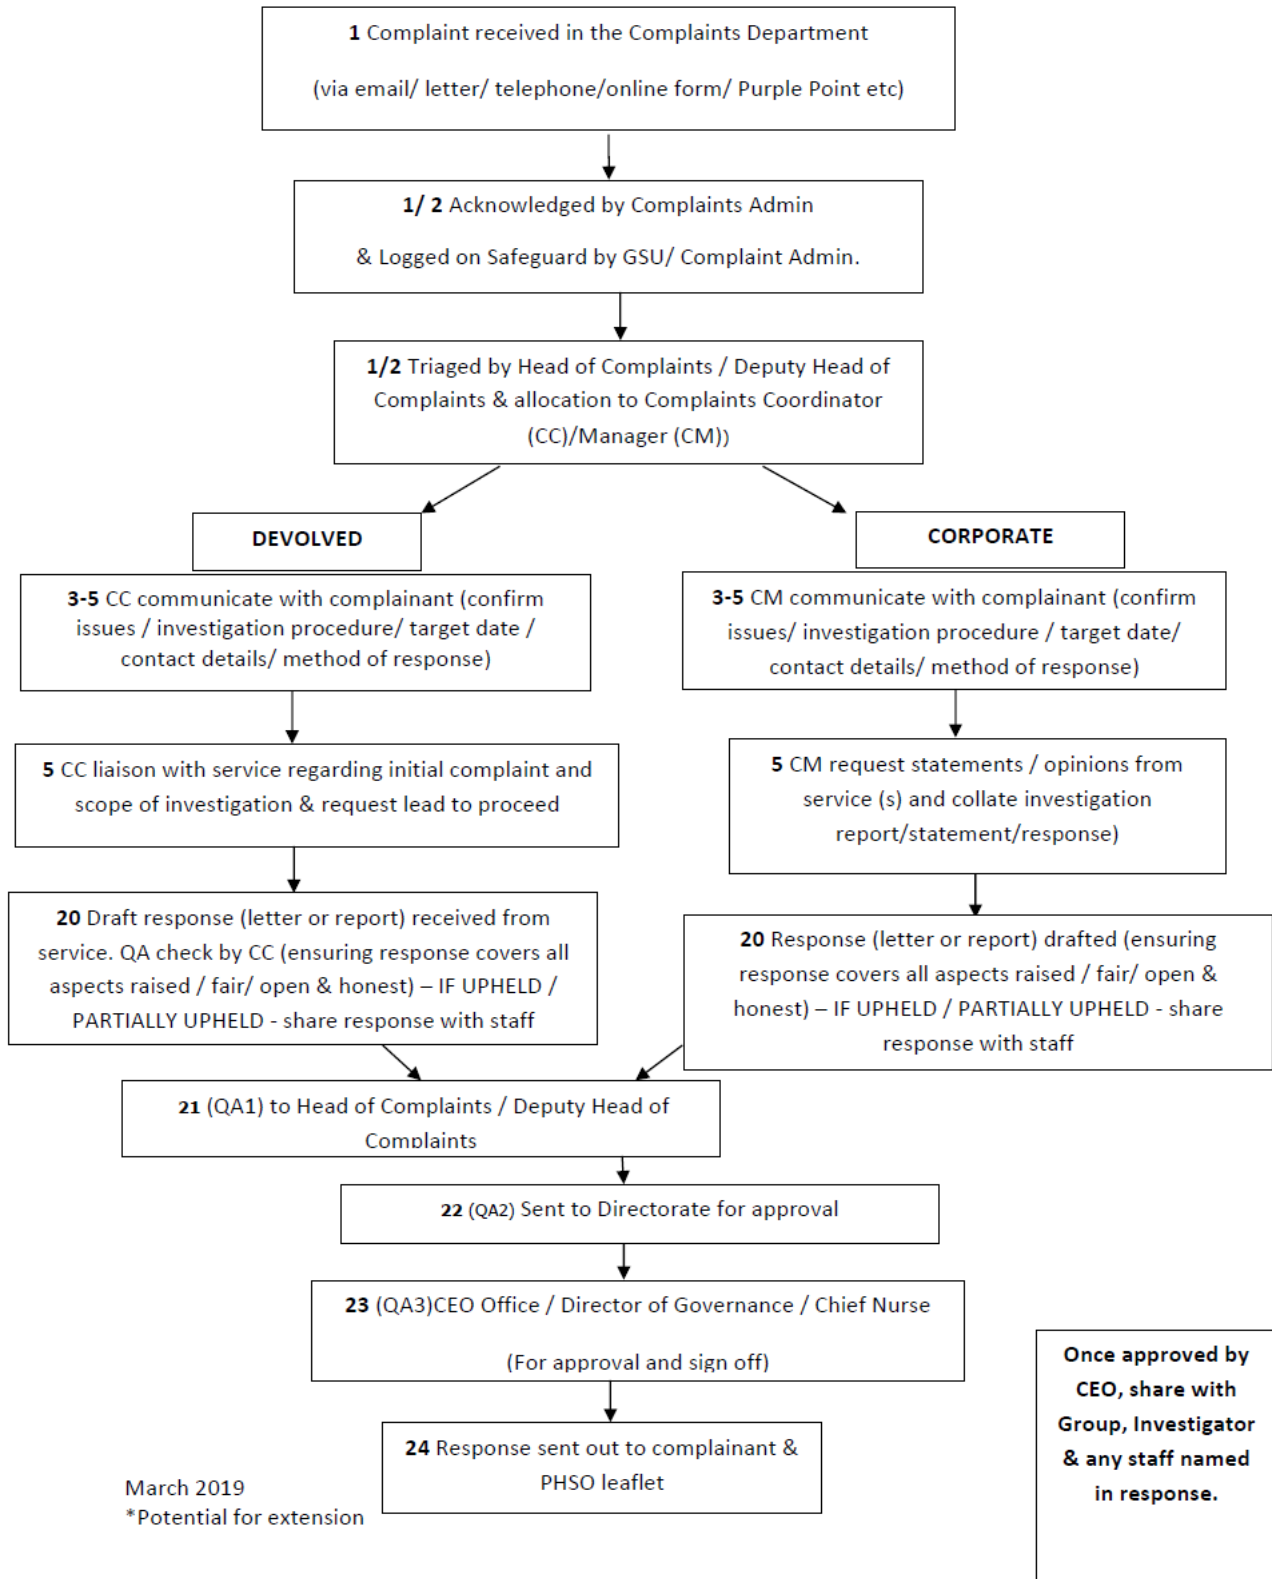 1 Complaint received in the Complaints Department
(via email/ letter/ telephone/online form/ Purple Point etc)
1/ 2 Acknowledged by Complaints Admin
& Logged on Safeguard by GSU/ Complaint Admin.
1/2 Triaged by Head of Complaints / Deputy Head of
Complaints & allocation to Complaints Coordinator
(CC)/Manager (CM))
DEVOLVED
3-5 CC communicate with complainant (confirm
issues / investigation procedure/ target date /
contact details/ method of response)
5 CC liaison with service regarding initial complaint and
scope of investigation & request lead to proceed
20 Draft response (letter or report) received from
service. QA check by CC (ensuring response covers all
aspects raised / fair/ open & honest) – IF UPHELD /
PARTIALLY UPHELD - share response with staff
CORPORATE
3-5 CM communicate with complainant (confirm
issues/ investigation procedure / target date/
contact details/ method of response)
5 CM request statements / opinions from
service (s) and collate investigation
report/statement/response)
20 Response (letter or report) drafted (ensuring
response covers all aspects raised / fair/ open &
honest) – IF UPHELD / PARTIALLY UPHELD - share
response with staff
21 (QA1) to Head of Complaints / Deputy Head of
Complaints
22 (QA2) Sent to Directorate for approval
23 (QA3)CEO Office / Director of Governance / Chief Nurse
(For approval and sign off)
24 Response sent out to complainant &
PHSO leaflet
Once approved by
CEO, share with
Group, Investigator
& any staff named
in response.
March 2019
*Potential for extension